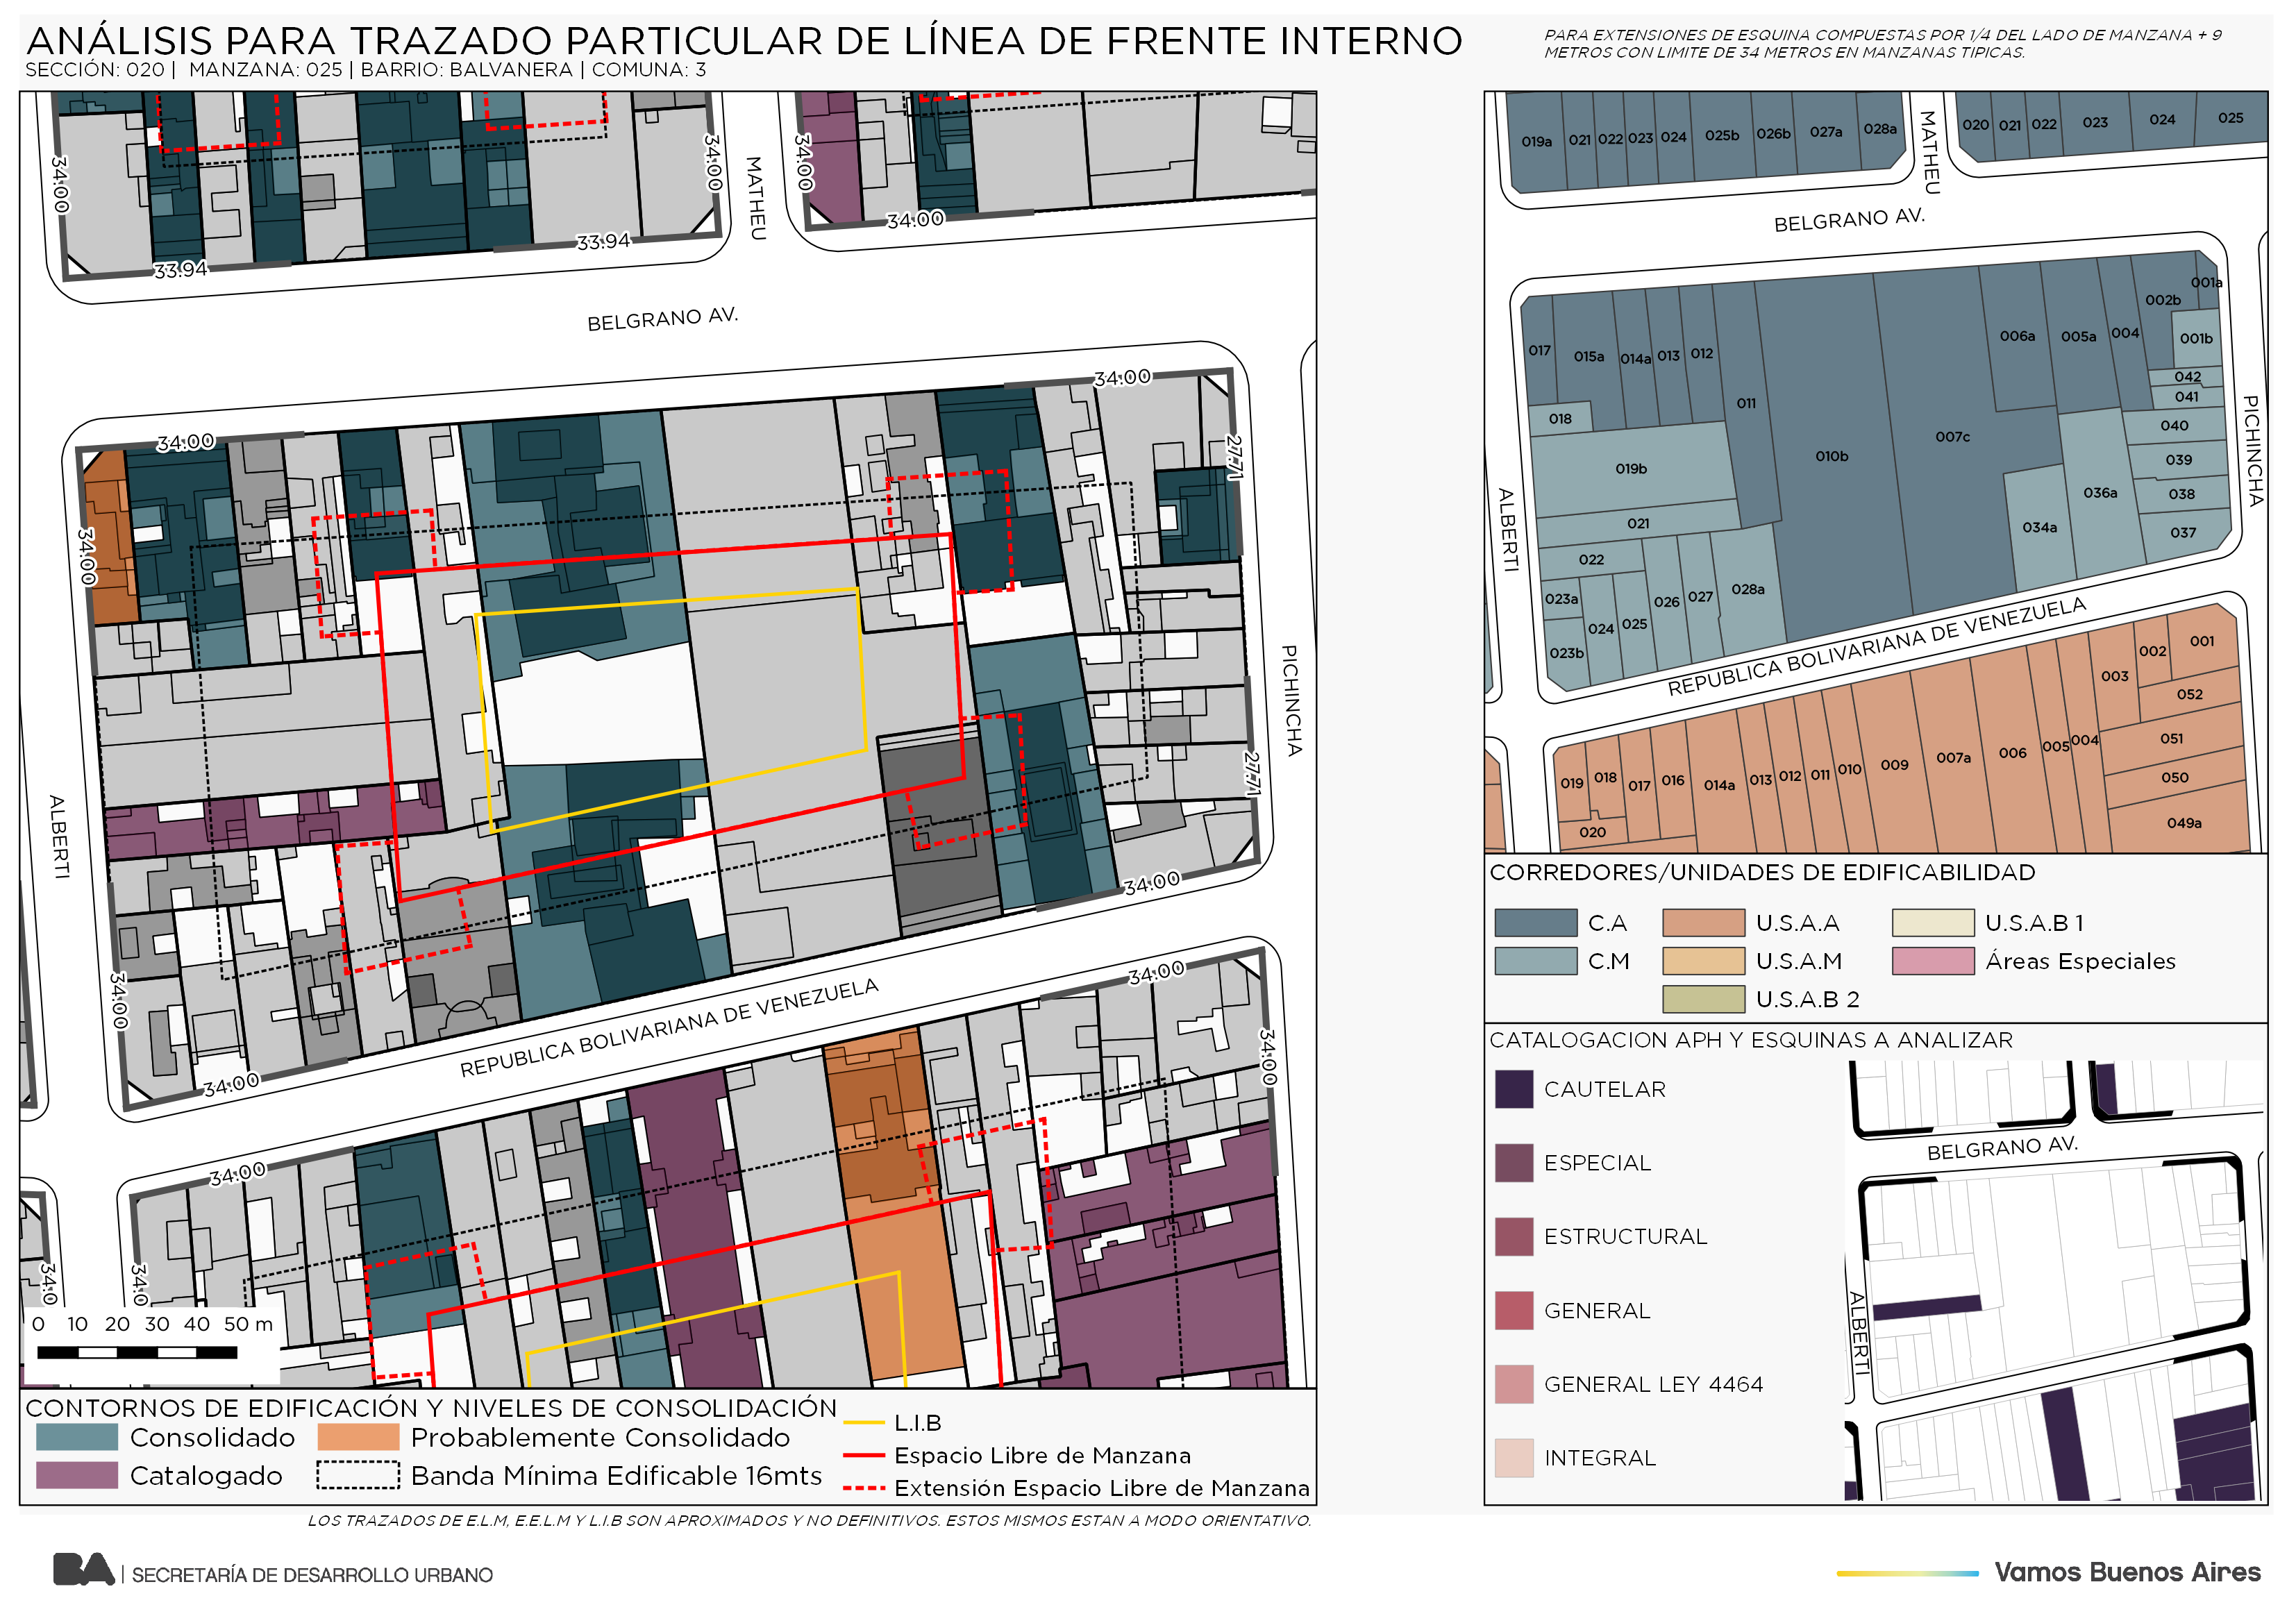 ANÁLISIS PARA TRAZADO PARTICULAR DE LÍNEA DE FRENTE INTERNO
SECCIÓN: 020 | MANZANA: 025 | BARRIO: BALVANERA | COMUNA: 3
PARA EXTENSIONES DE ESQUINA COMPUESTAS POR 1/4 DEL LADO DE MANZANA + 9
METROS CON LIMITE DE 34 METROS EN MANZANAS TIPICAS.
34.00
33.94
33.94
34.00
MATHEU
34.00
34.00
BELGRANO AV.
34.00
34.00
34.00
27.71
PICHINCHA
27.71
34.00
ALBERTI
34.00
34.00
REPUBLICA BOLIVARIANA DE VENEZUELA
34.00
34.00
34.00
34.0
34.0
0 10 20 30 40 50 m
CONTORNOS DE EDIFICACIÓN Y NIVELES DE CONSOLIDACIÓN
Consolidado
Probablemente Consolidado
Catalogado
Banda Mínima Edificable 16mts
L.I.B
Espacio Libre de Manzana
Extensión Espacio Libre de Manzana
LOS TRAZADOS DE E.L.M, E.E.L.M Y L.I.B SON APROXIMADOS Y NO DEFINITIVOS. ESTOS MISMOS ESTAN A MODO ORIENTATIVO.
019a 021 022 023 024 025b 026b 027a 028a
MATHEU
020 021 022 023 024 025
BELGRANO AV.
017 015a 014a 013 012 011 010b 007c 006a 005a 004 002b 001a
001b
042
041
018
019b
040
039
021
036a
038
034a
037
022
023a
024 025 026 027 028a
023b
ALBERTI
PICHINCHA
REPUBLICA BOLIVARIANA DE VENEZUELA
019 018 017 016 014a 013 012 011 010 009 007a 006 005 004 003 002 001
020
052
051
050
049a
CORREDORES/UNIDADES DE EDIFICABILIDAD
C.A
U.S.A.A
U.S.A.B 1
C.M
U.S.A.M
Áreas Especiales
U.S.A.B 2
CATALOGACION APH Y ESQUINAS A ANALIZAR
CAUTELAR
ESPECIAL
ESTRUCTURAL
GENERAL
GENERAL LEY 4464
INTEGRAL
BELGRANO AV.
ALBERTI
BA | SECRETARÍA DE DESARROLLO URBANO
Vamos Buenos Aires